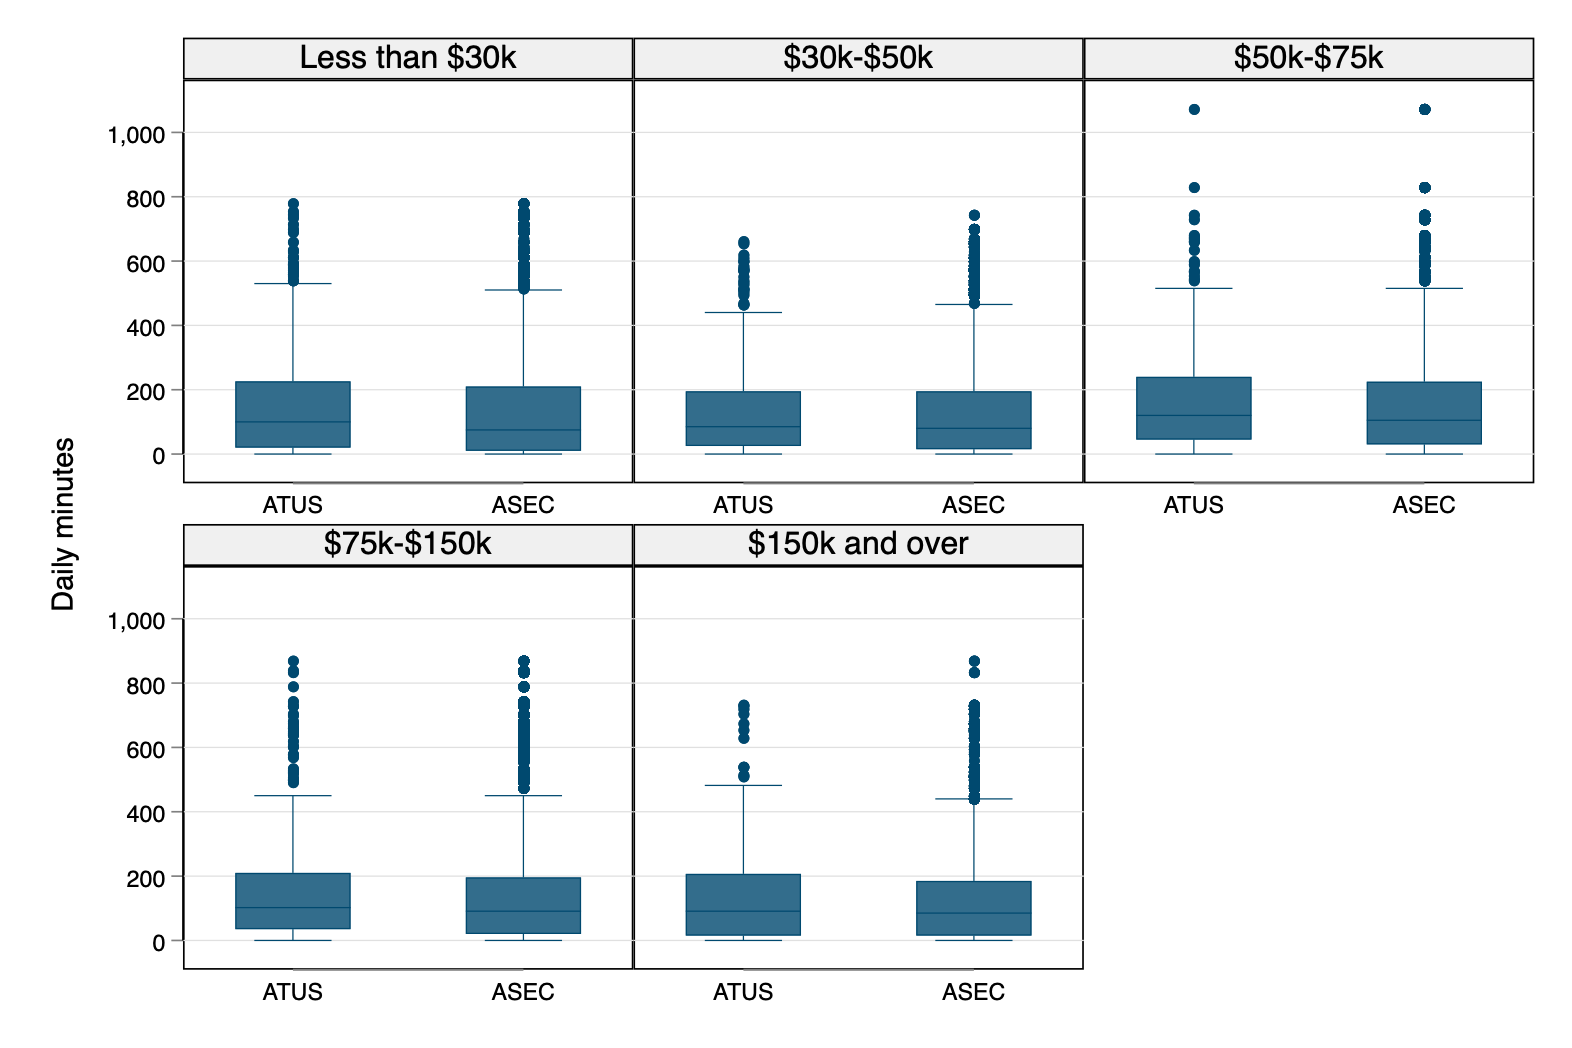 Less than $30k
$30k-$50k
$50k-$75k
1,000
800
600
400
200
0
ATUS
ASEC
ATUS
ASEC
ATUS
ASEC
Daily minutes
$75k-$150k
$150k and over
1,000
800
600
400
200
0
ATUS
ASEC
ATUS
ASEC